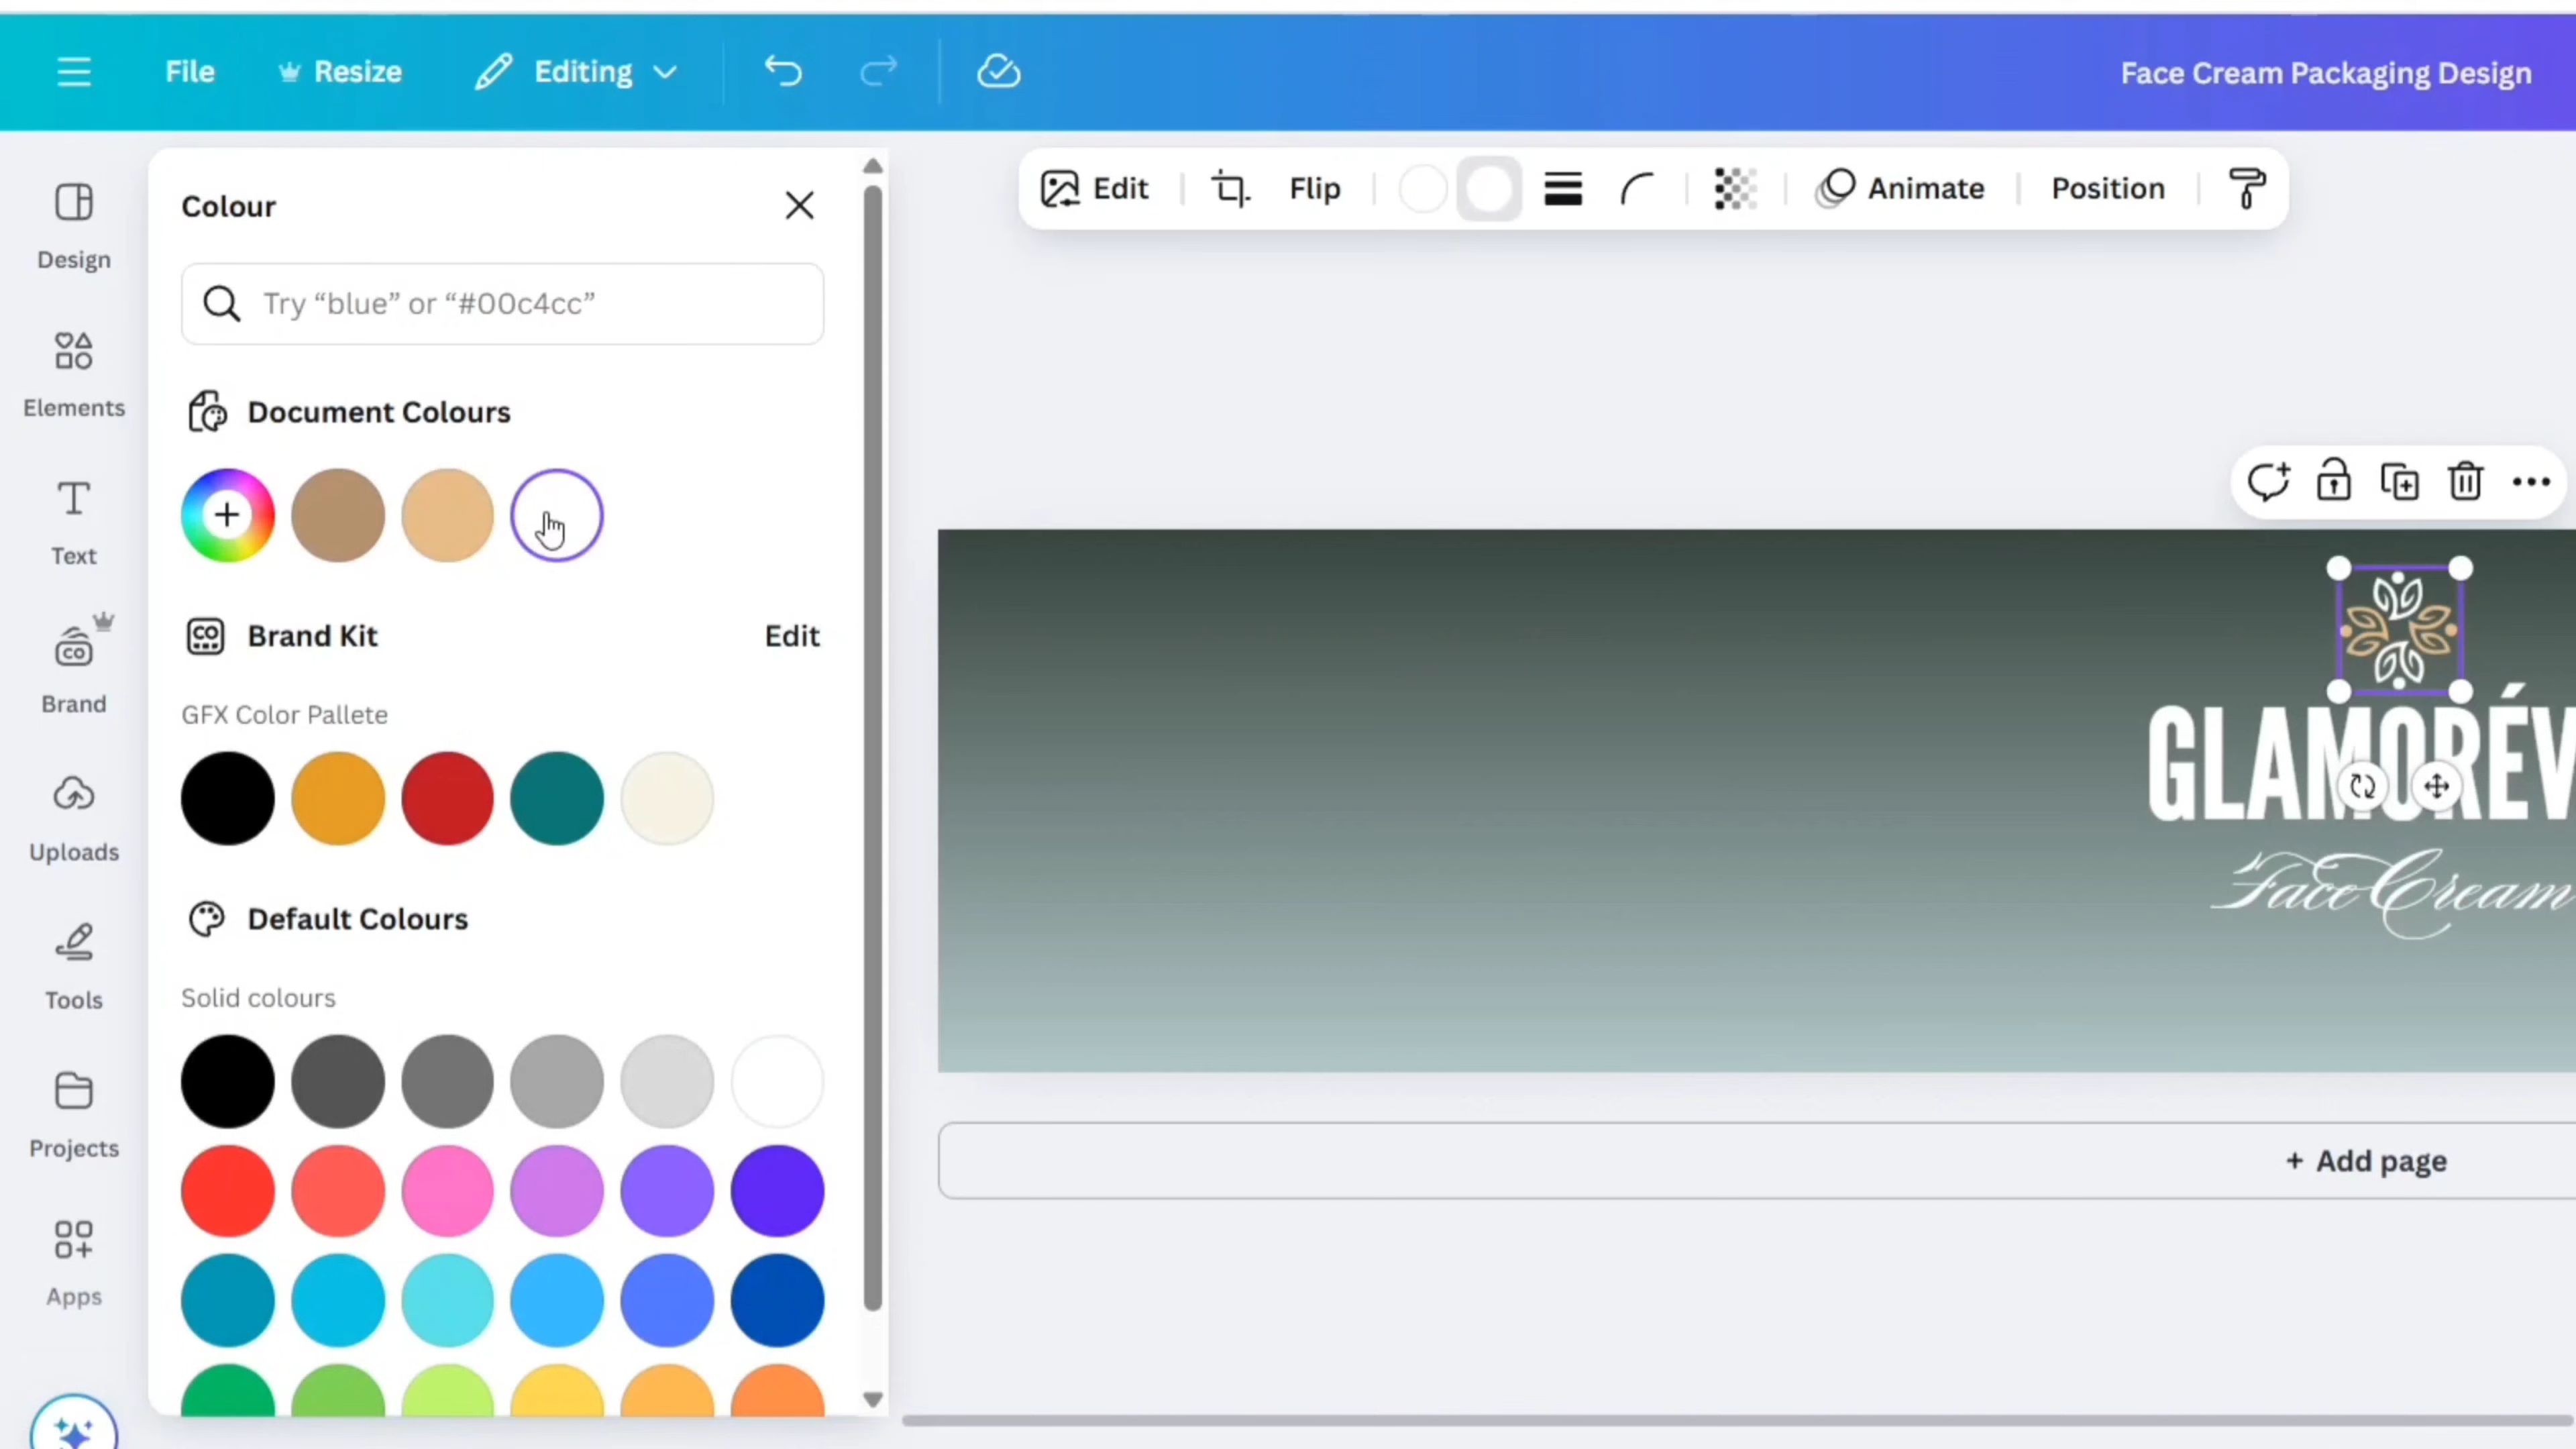 File
Resize
Editing
Face Cream Packaging Design
Design
Elements
Text
Brand
Uploads
Tools
Projects
Apps
Colour
Try “blue” or “#00c4cc”
Document Colours
Brand Kit
Edit
GFX Color Pallete
Default Colours
Solid colours
Edit
Flip
Animate
Position
GLAMORÉV
Face Cream
+ Add page